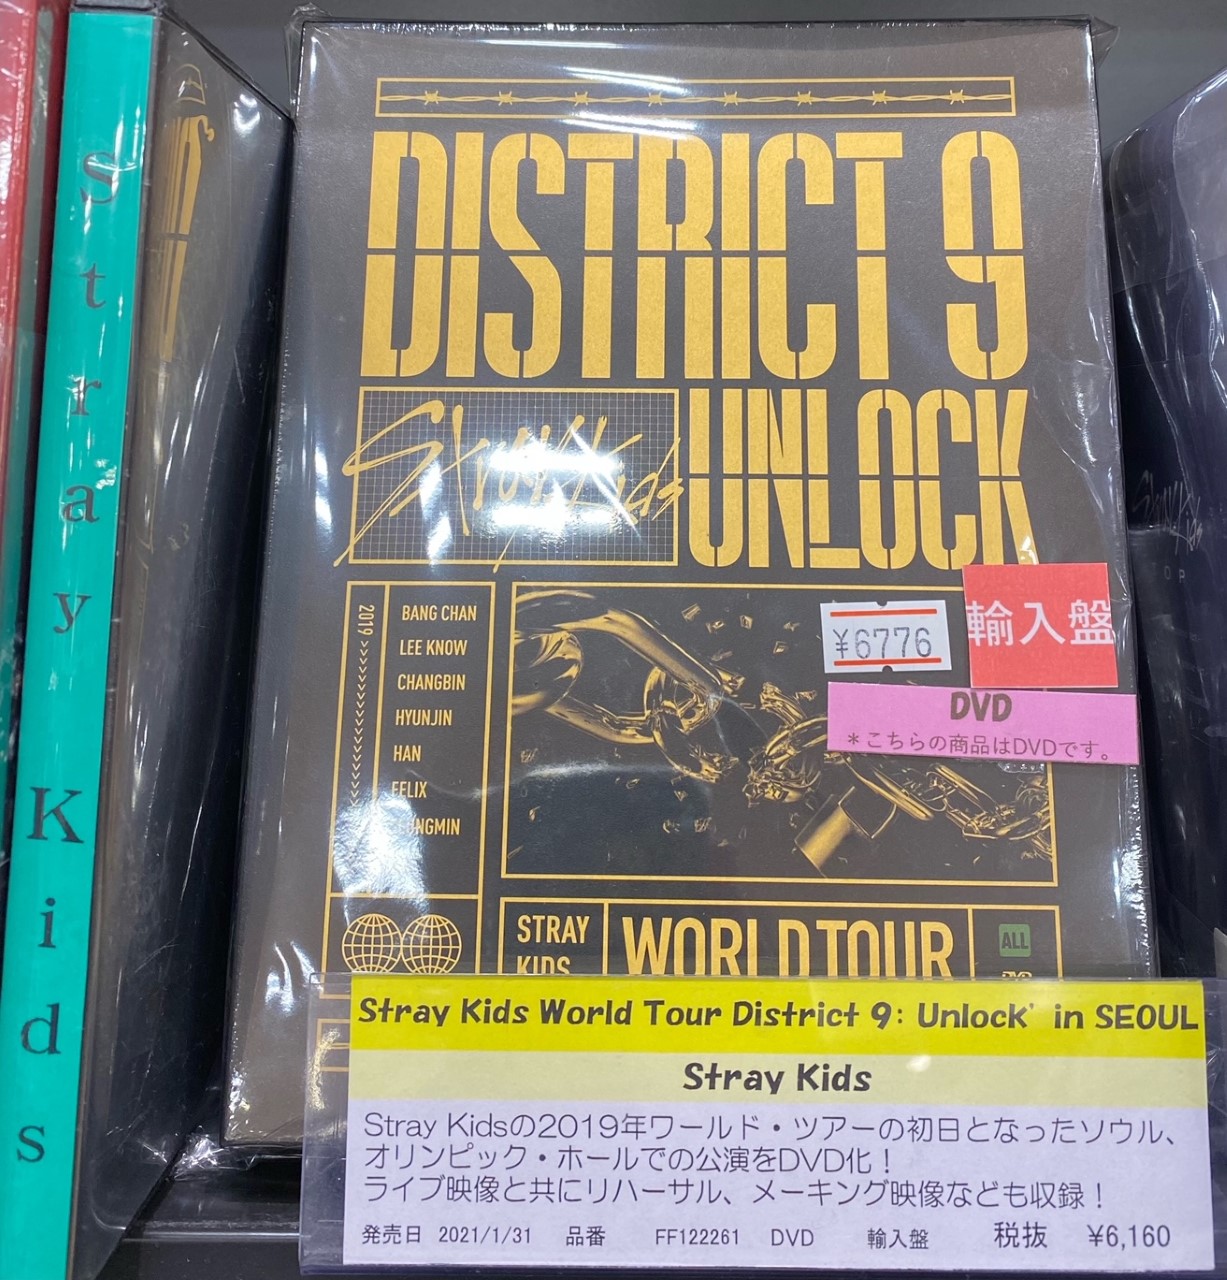 Stray Kids
DISTRICT 9
Stray Kids
UNLOCK
2019
BANG CHAN
LEE KNOW
CHANGBIN
HYUNJIN
HAN
FELIX
¥6776
輸入盤
DVD
*こちらの商品はDVDです。
STRAY
KIDS
WORLD TOUR
ALL
Stray Kids World Tour District 9: Unlock' in SEOUL
Stray Kids
Stray Kidsの2019年ワールド・ツアーの初日となったソウル、
オリンピック・ホールでの公演をDVD化！
ライブ映像と共にリハーサル、メーキング映像なども収録！
発売日 2021/1/31 品番 FF122261 DVD 輸入盤 税抜 ¥6,160